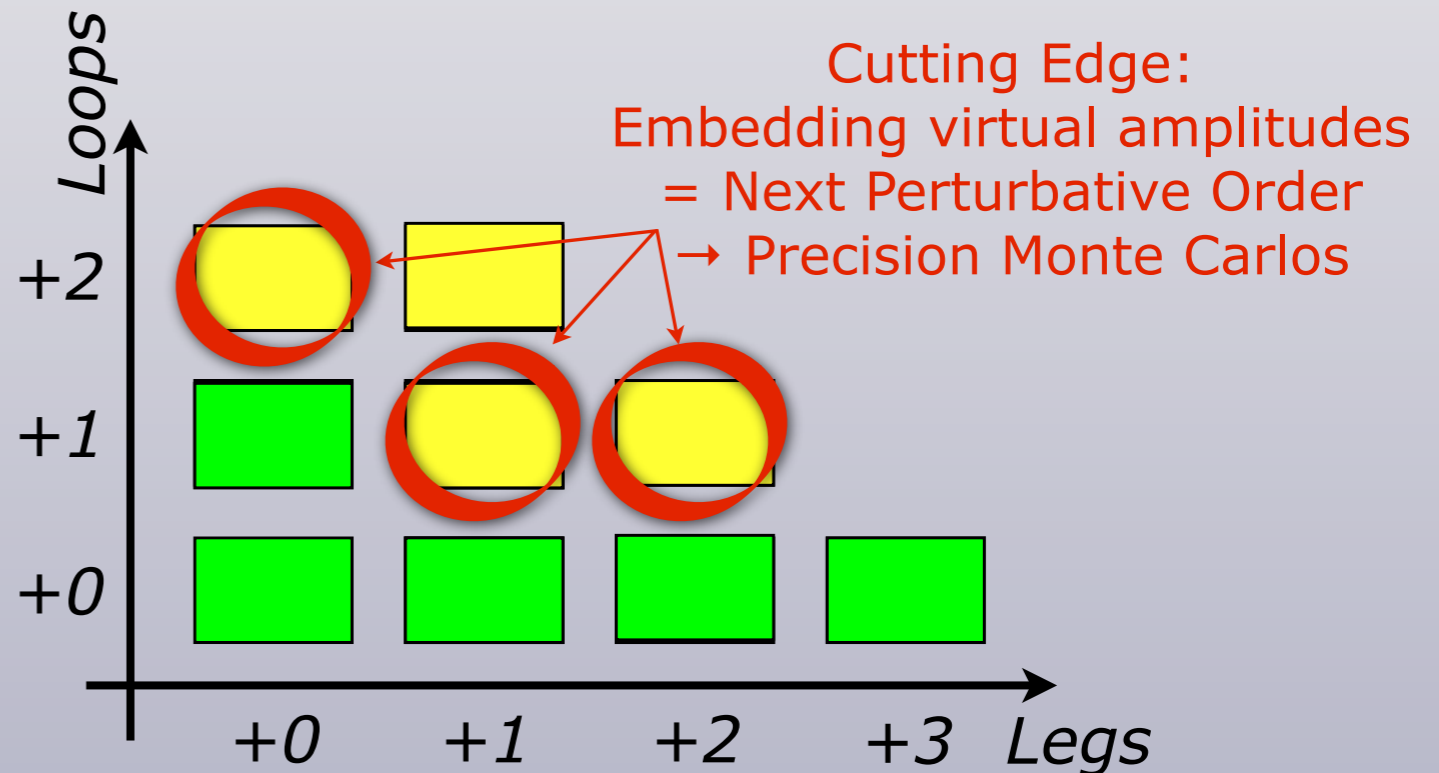 Loops
Cutting Edge:
Embedding virtual amplitudes
= Next Perturbative Order
→ Precision Monte Carlos
+2
+1
+0
+0 +1 +2 +3 Legs